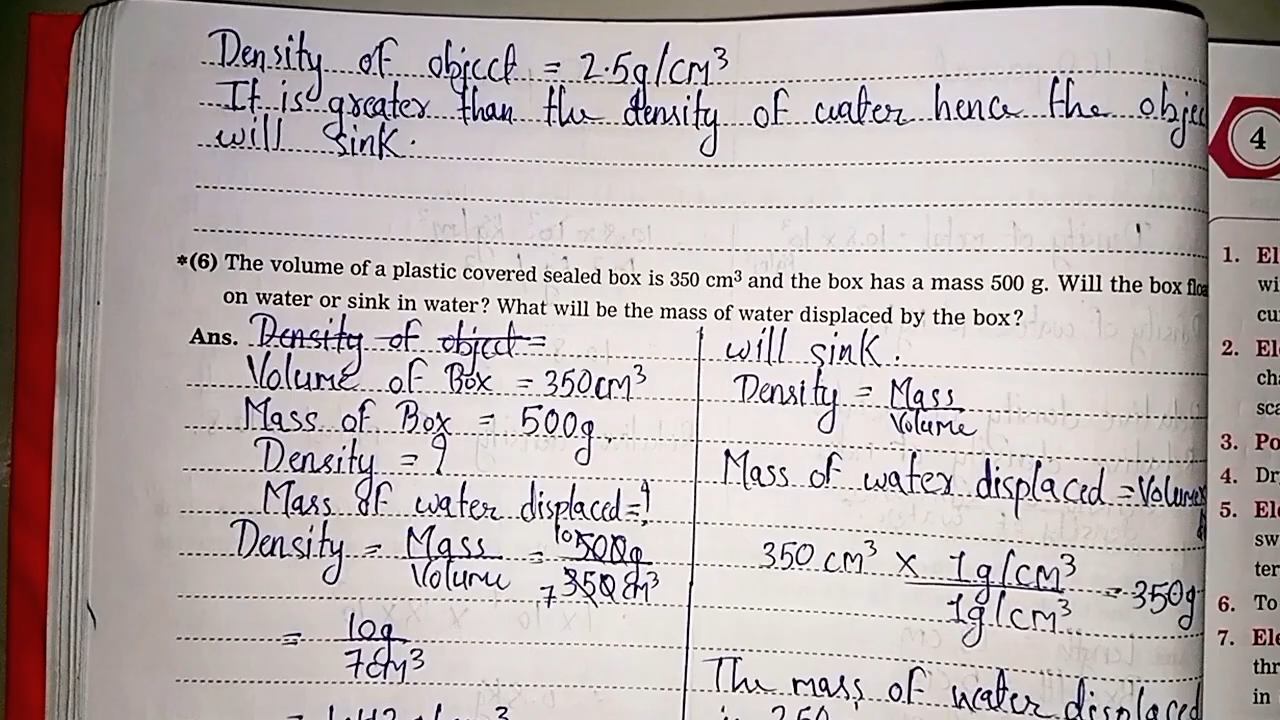 Density of object = 2.5g/cm³
It is greater than the density of water hence the objec
will sink.
4
*(6) The volume of a plastic covered sealed box is 350 cm³ and the box has a mass 500 g. Will the box floa
on water or sink in water? What will be the mass of water displaced by the box?
Ans. Density of object =
Volume of Box = 350cm³
Mass of Box = 500g.
Density = ?
Mass of water displaced = ?
Density = Mass/Volume = 10 500g/7 350cm³
= 10g/7cm³
will sink.
Density = Mass/Volume
Mass of water displaced = Volume
350 cm³ x 1g/cm³/1g/cm³ = 350g
The mass of water displaced
1. El
wi
cu
2. El
ch
sc
3. Po
4. Dr
5. Ele
sw
ter
6. To
7. Ele
thr
in